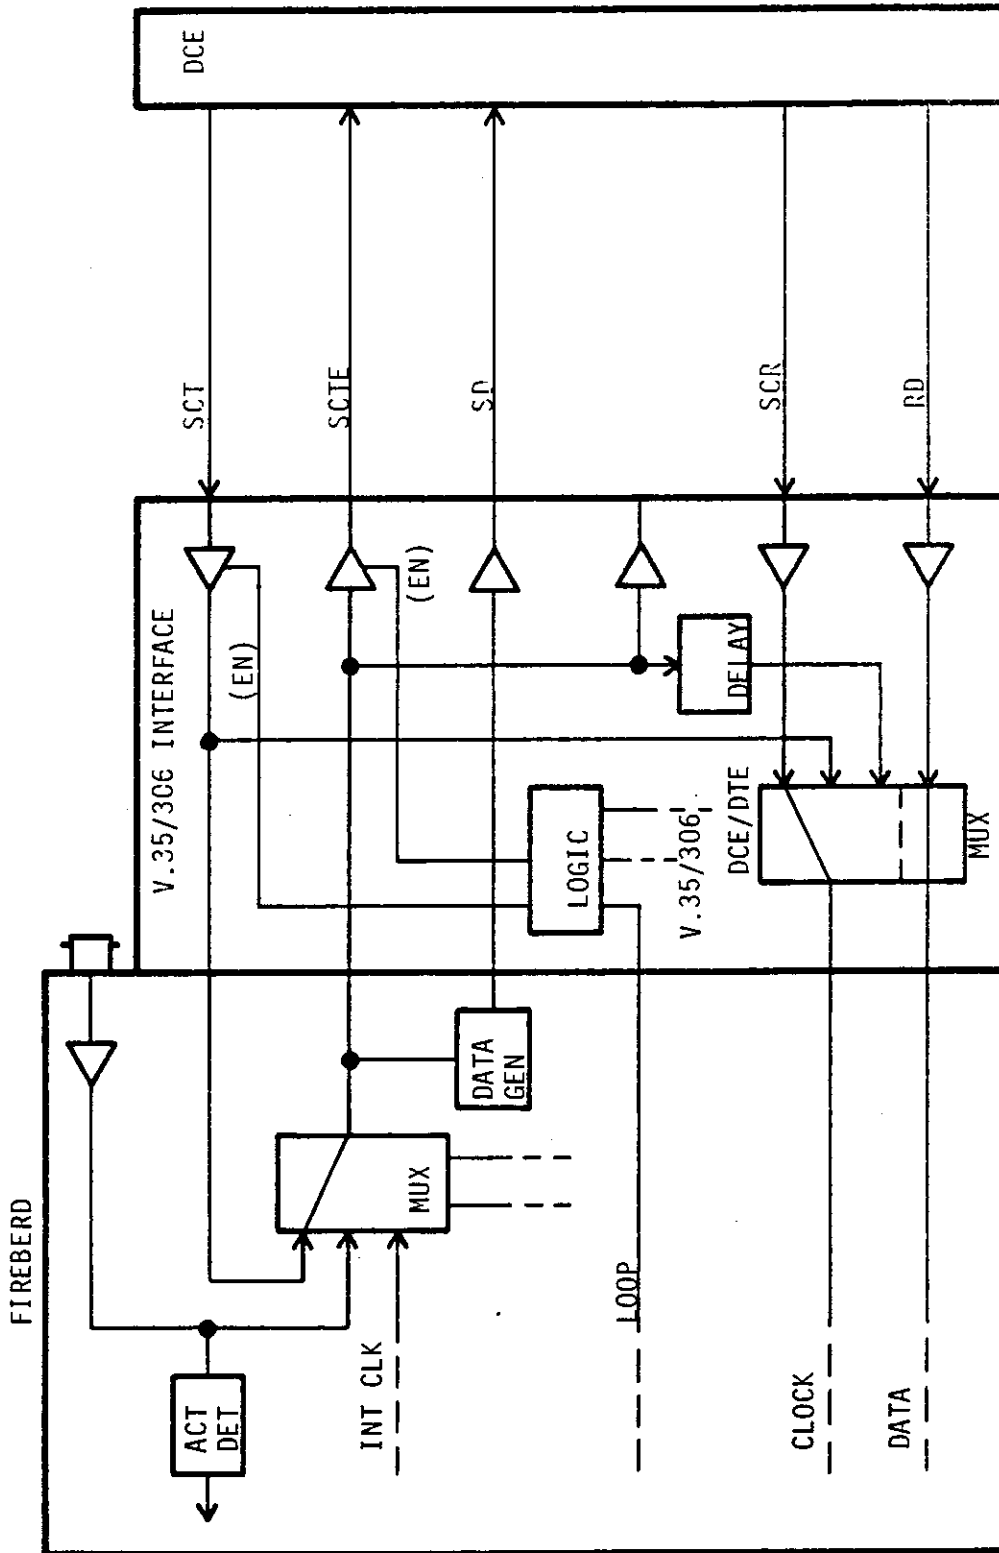 FIREBERD
ACT
DET
INT CLK
LOOP
CLOCK
DATA
MUX
DATA
GEN
V.35/306 INTERFACE
(EN)
(EN)
LOGIC
V.35/306
DELAY
DCE/DTE
MUX
SCT
SCTE
SD
SCR
RD
DCE